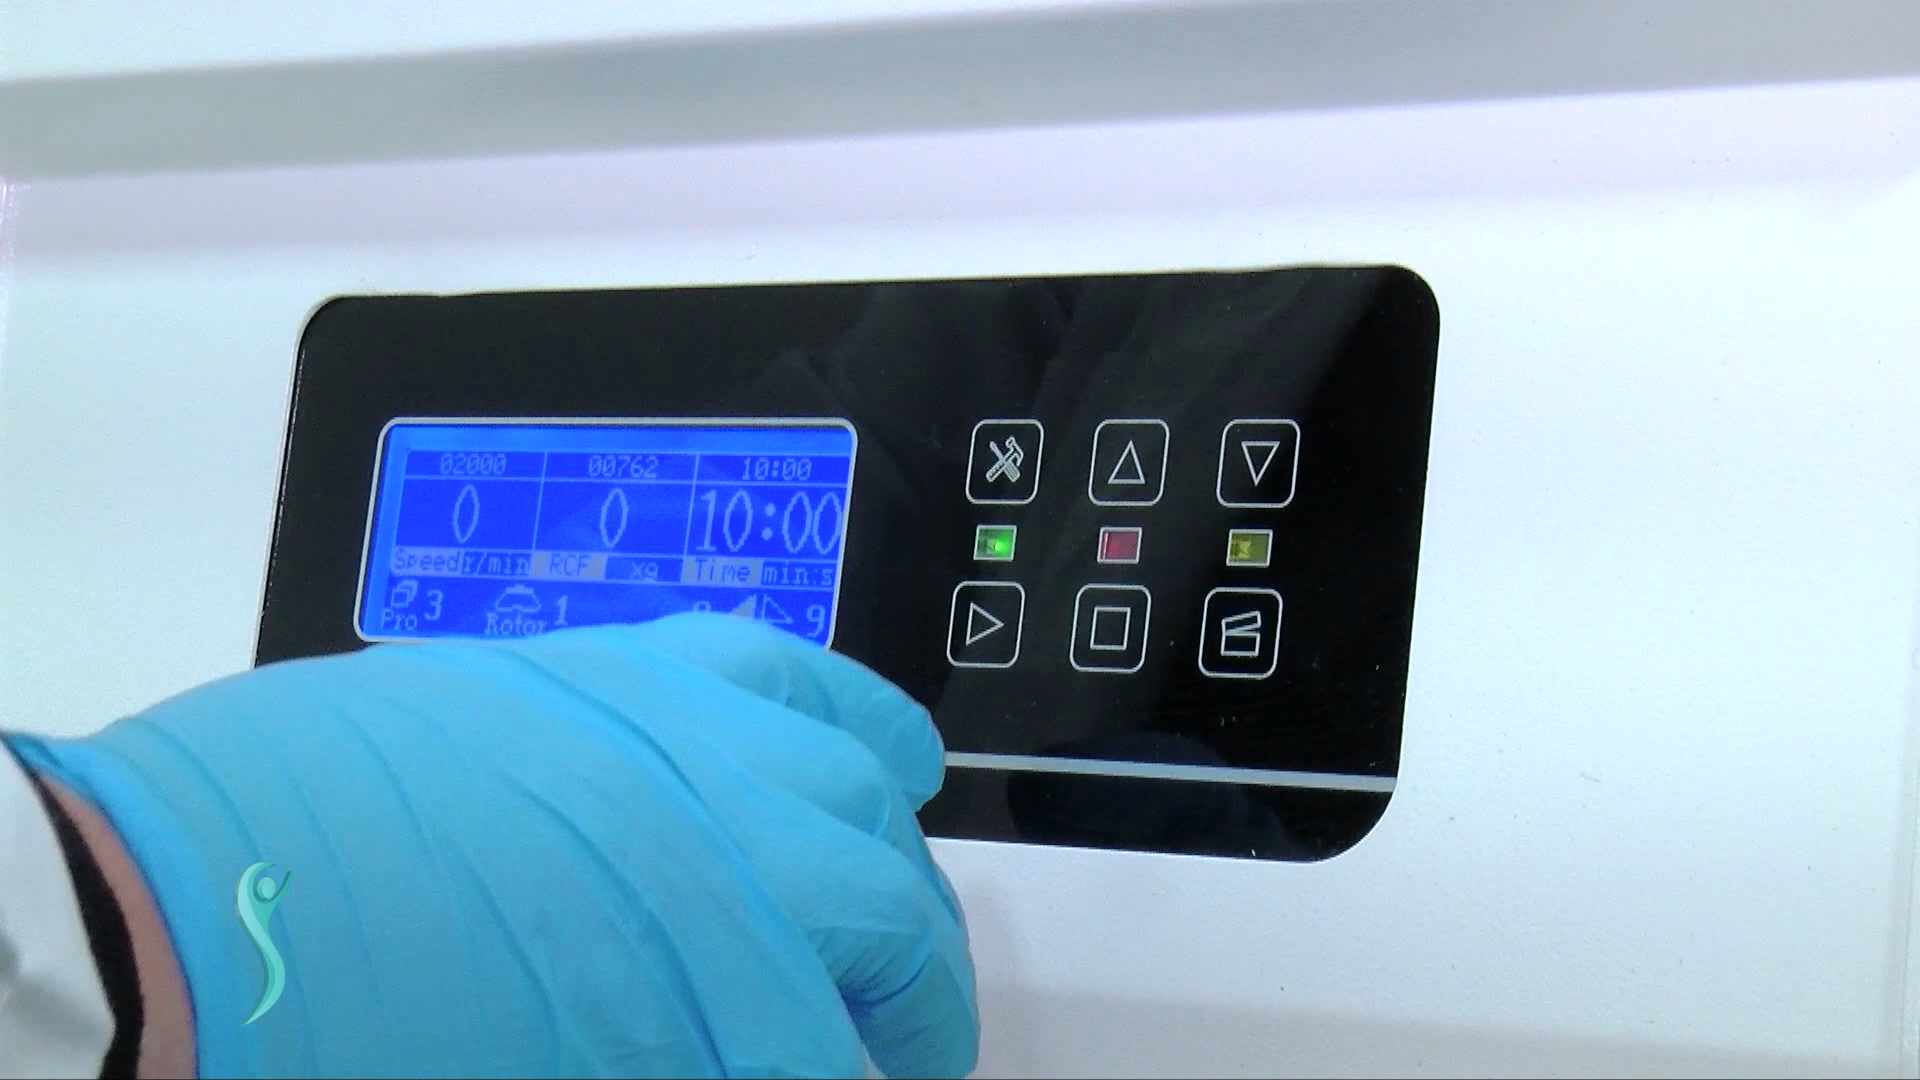 02000 00762 10:00
0 0 10:00
Speed r/min RCF xg Time min:s
3 1 9 9
Pro Rotor